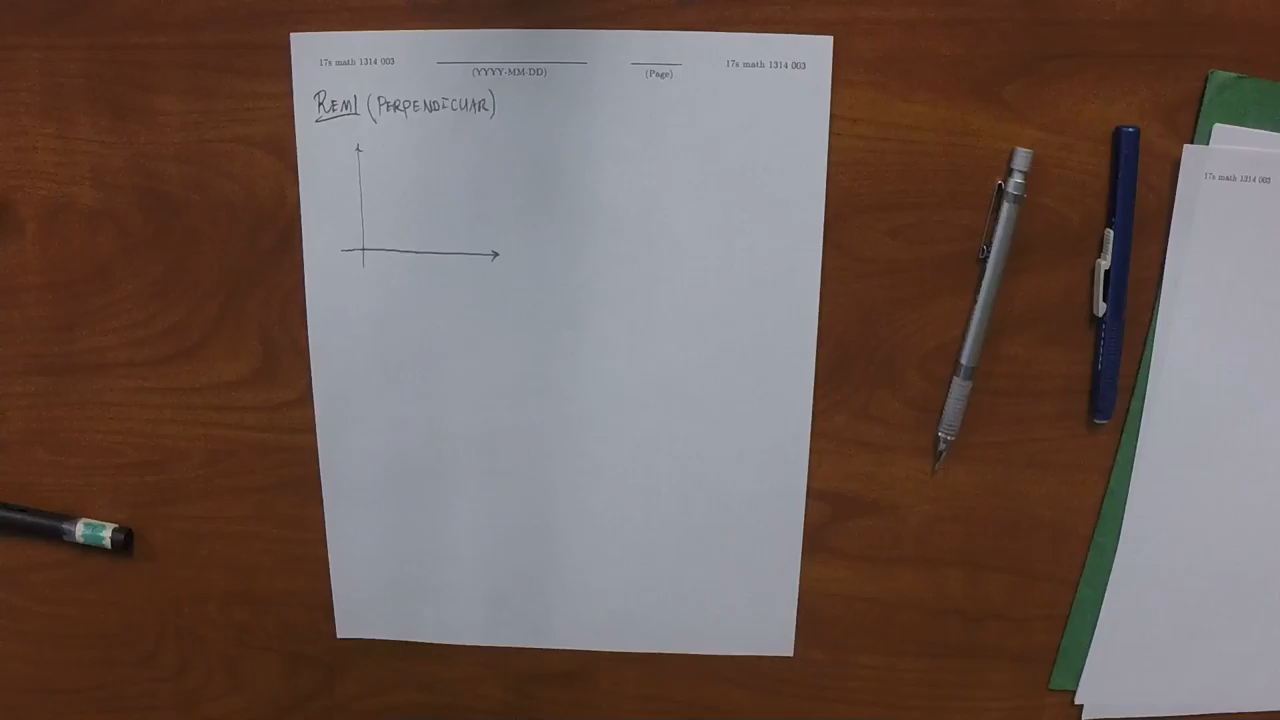 17s math 1314 003 (YYYY-MM-DD) (Page) 17s math 1314 003
REM1 (PERPENDICUAR)
17s math 1314 003